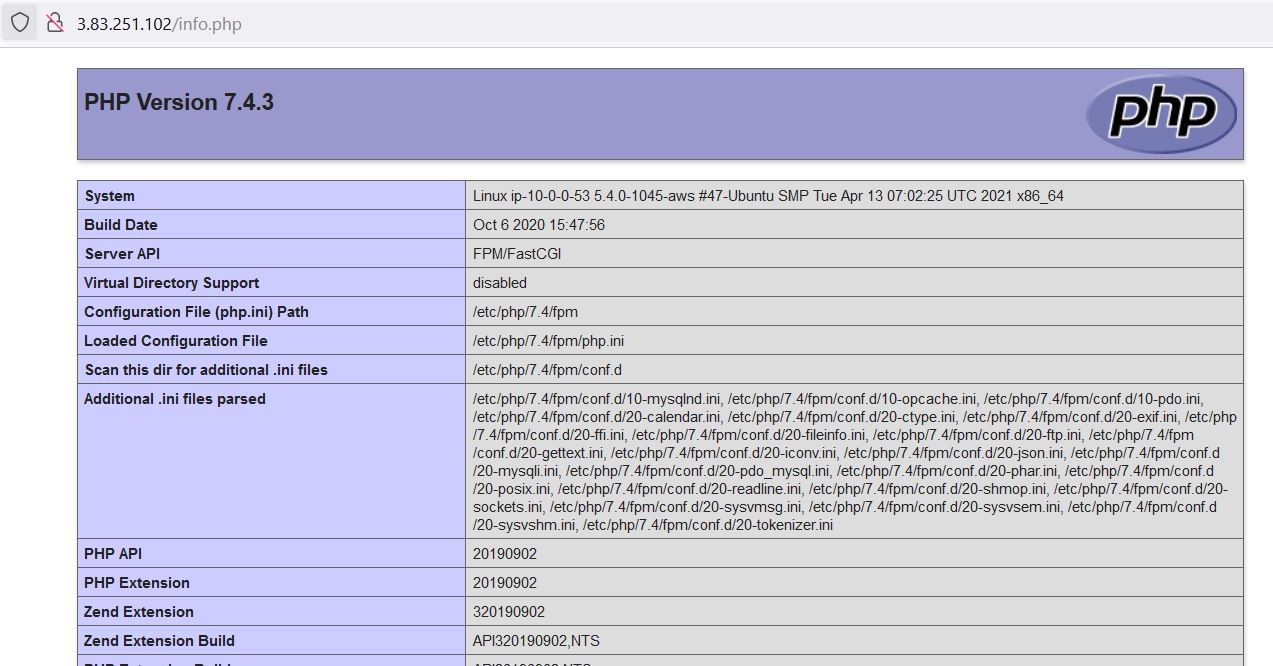 3.83.251.102/info.php
PHP Version 7.4.3
php
System Linux ip-10-0-0-53 5.4.0-1045-aws #47-Ubuntu SMP Tue Apr 13 07:02:25 UTC 2021 x86_64
Build Date Oct 6 2020 15:47:56
Server API FPM/FastCGI
Virtual Directory Support disabled
Configuration File (php.ini) Path /etc/php/7.4/fpm
Loaded Configuration File /etc/php/7.4/fpm/php.ini
Scan this dir for additional .ini files /etc/php/7.4/fpm/conf.d
Additional .ini files parsed /etc/php/7.4/fpm/conf.d/10-mysqlnd.ini, /etc/php/7.4/fpm/conf.d/10-opcache.ini, /etc/php/7.4/fpm/conf.d/10-pdo.ini,
/etc/php/7.4/fpm/conf.d/20-calendar.ini, /etc/php/7.4/fpm/conf.d/20-ctype.ini, /etc/php/7.4/fpm/conf.d/20-exif.ini, /etc/php
/7.4/fpm/conf.d/20-ffi.ini, /etc/php/7.4/fpm/conf.d/20-fileinfo.ini, /etc/php/7.4/fpm/conf.d/20-ftp.ini, /etc/php/7.4/fpm
/conf.d/20-gettext.ini, /etc/php/7.4/fpm/conf.d/20-iconv.ini, /etc/php/7.4/fpm/conf.d/20-json.ini, /etc/php/7.4/fpm/conf.d
/20-mysqli.ini, /etc/php/7.4/fpm/conf.d/20-pdo_mysql.ini, /etc/php/7.4/fpm/conf.d/20-phar.ini, /etc/php/7.4/fpm/conf.d
/20-posix.ini, /etc/php/7.4/fpm/conf.d/20-readline.ini, /etc/php/7.4/fpm/conf.d/20-shmop.ini, /etc/php/7.4/fpm/conf.d/20-
sockets.ini, /etc/php/7.4/fpm/conf.d/20-sysvmsg.ini, /etc/php/7.4/fpm/conf.d/20-sysvsem.ini, /etc/php/7.4/fpm/conf.d
/20-sysvshm.ini, /etc/php/7.4/fpm/conf.d/20-tokenizer.ini
PHP API 20190902
PHP Extension 20190902
Zend Extension 320190902
Zend Extension Build API320190902,NTS